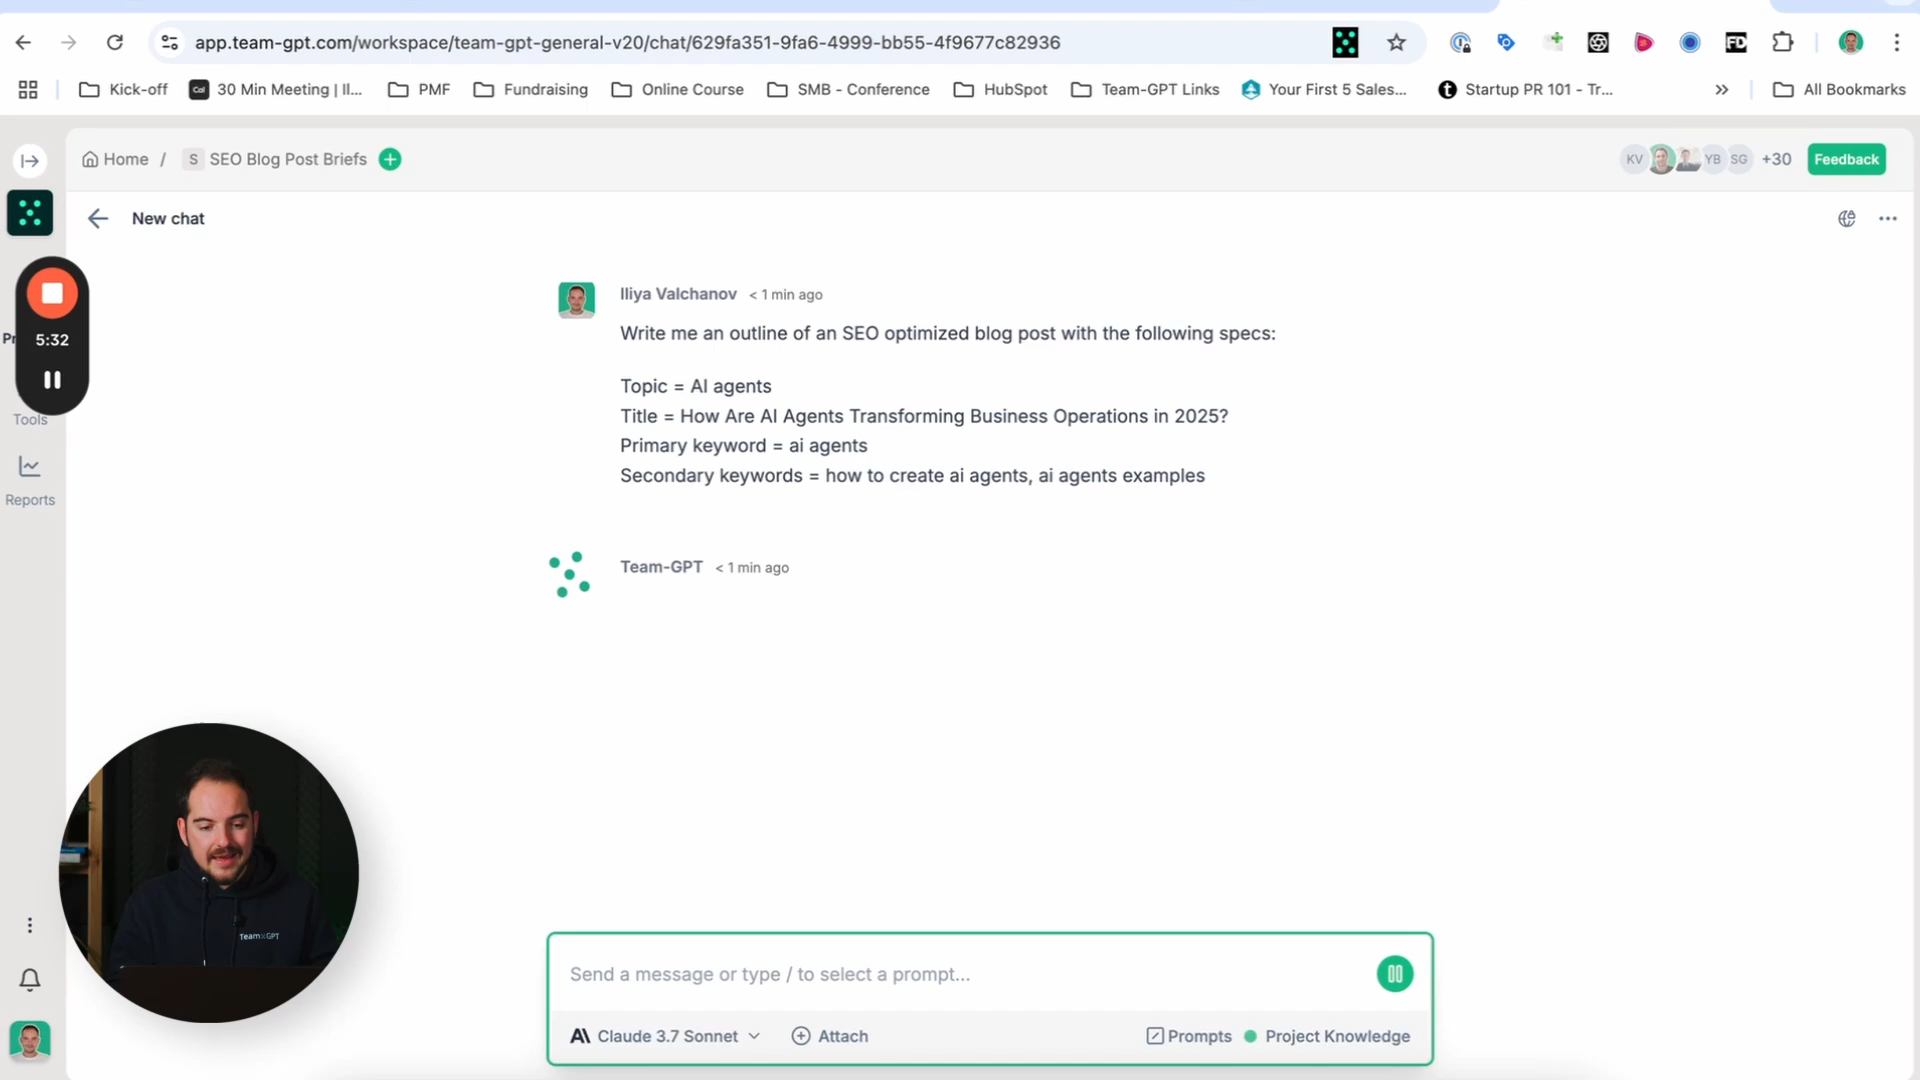 app.team-gpt.com/workspace/team-gpt-general-v20/chat/629fa351-9fa6-4999-bb55-4f9677c82936
FD
Kick-off
Cal 30 Min Meeting | Il...
PMF
Fundraising
Online Course
SMB - Conference
HubSpot
Team-GPT Links
Your First 5 Sales...
t Startup PR 101 - Tr...
»
All Bookmarks
Home / S SEO Blog Post Briefs
KV YB SG +30 Feedback
New chat
5:32
Pr
Tools
Reports
Iliya Valchanov < 1 min ago
Write me an outline of an SEO optimized blog post with the following specs:
Topic = AI agents
Title = How Are AI Agents Transforming Business Operations in 2025?
Primary keyword = ai agents
Secondary keywords = how to create ai agents, ai agents examples
Team-GPT < 1 min ago
Team GPT
Send a message or type / to select a prompt...
Claude 3.7 Sonnet
Attach
Prompts
Project Knowledge